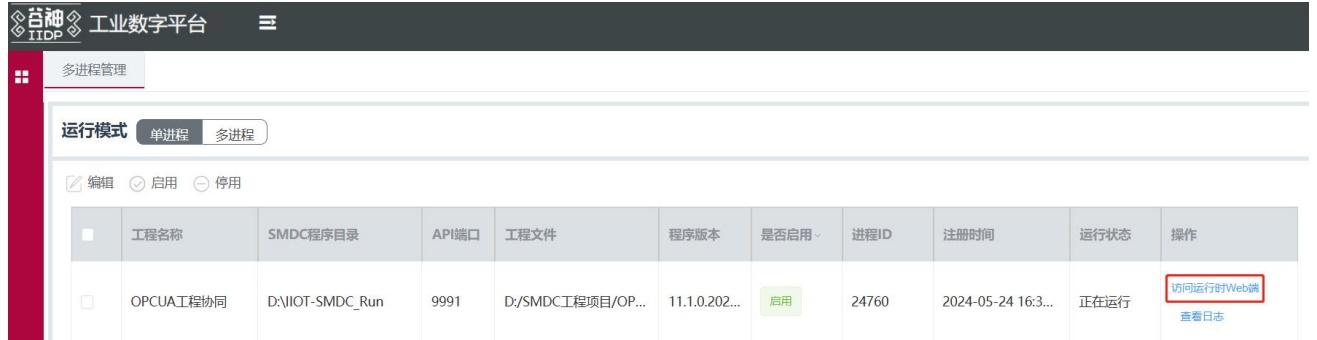 谷神 IIDP 工业数字平台
多进程管理
运行模式 单进程 多进程
编辑 启用 停用
工程名称 SMDC程序目录 API端口 工程文件 程序版本 是否启用 进程ID 注册时间 运行状态 操作
OPCUA工程协同 D:\IIOT-SMDC_Run 9991 D:/SMDC工程项目/OP... 11.1.0.202... 启用 24760 2024-05-24 16:3... 正在运行 访问运行时Web端
查看日志